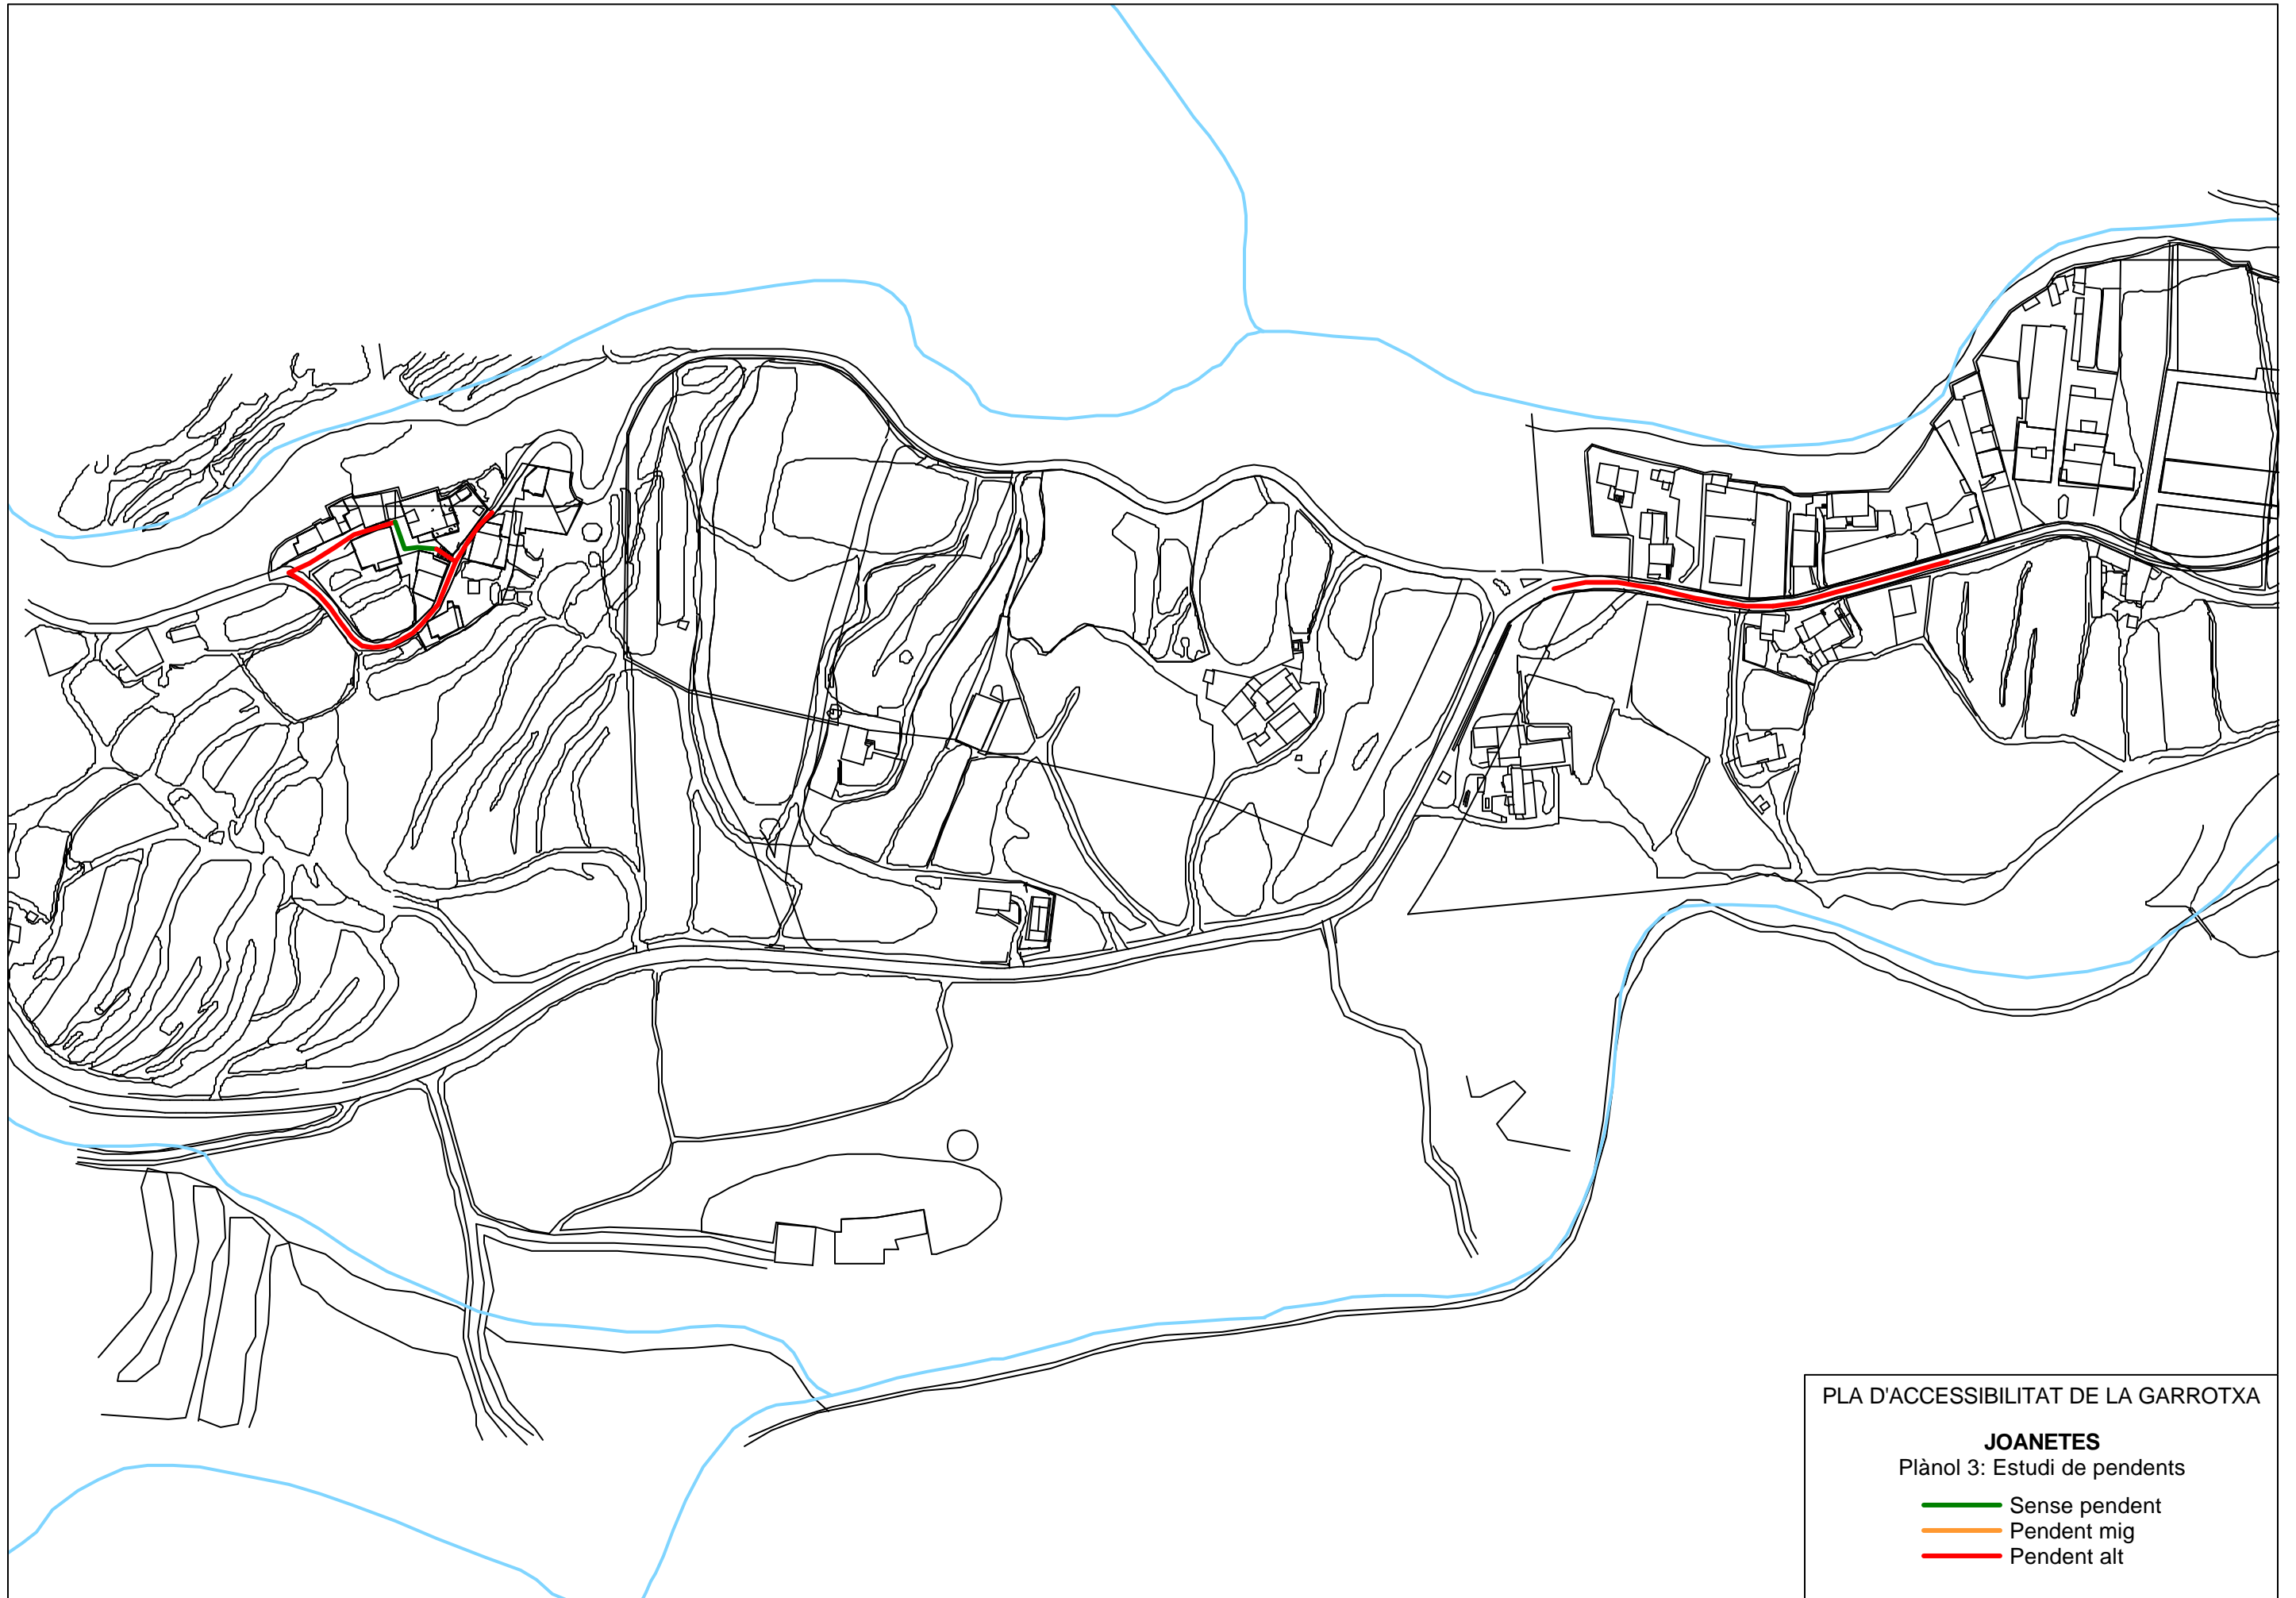 PLA D'ACCESSIBILITAT DE LA GARROTXA
JOANETES
Plànol 3: Estudi de pendents
Sense pendent
Pendent mig
Pendent alt